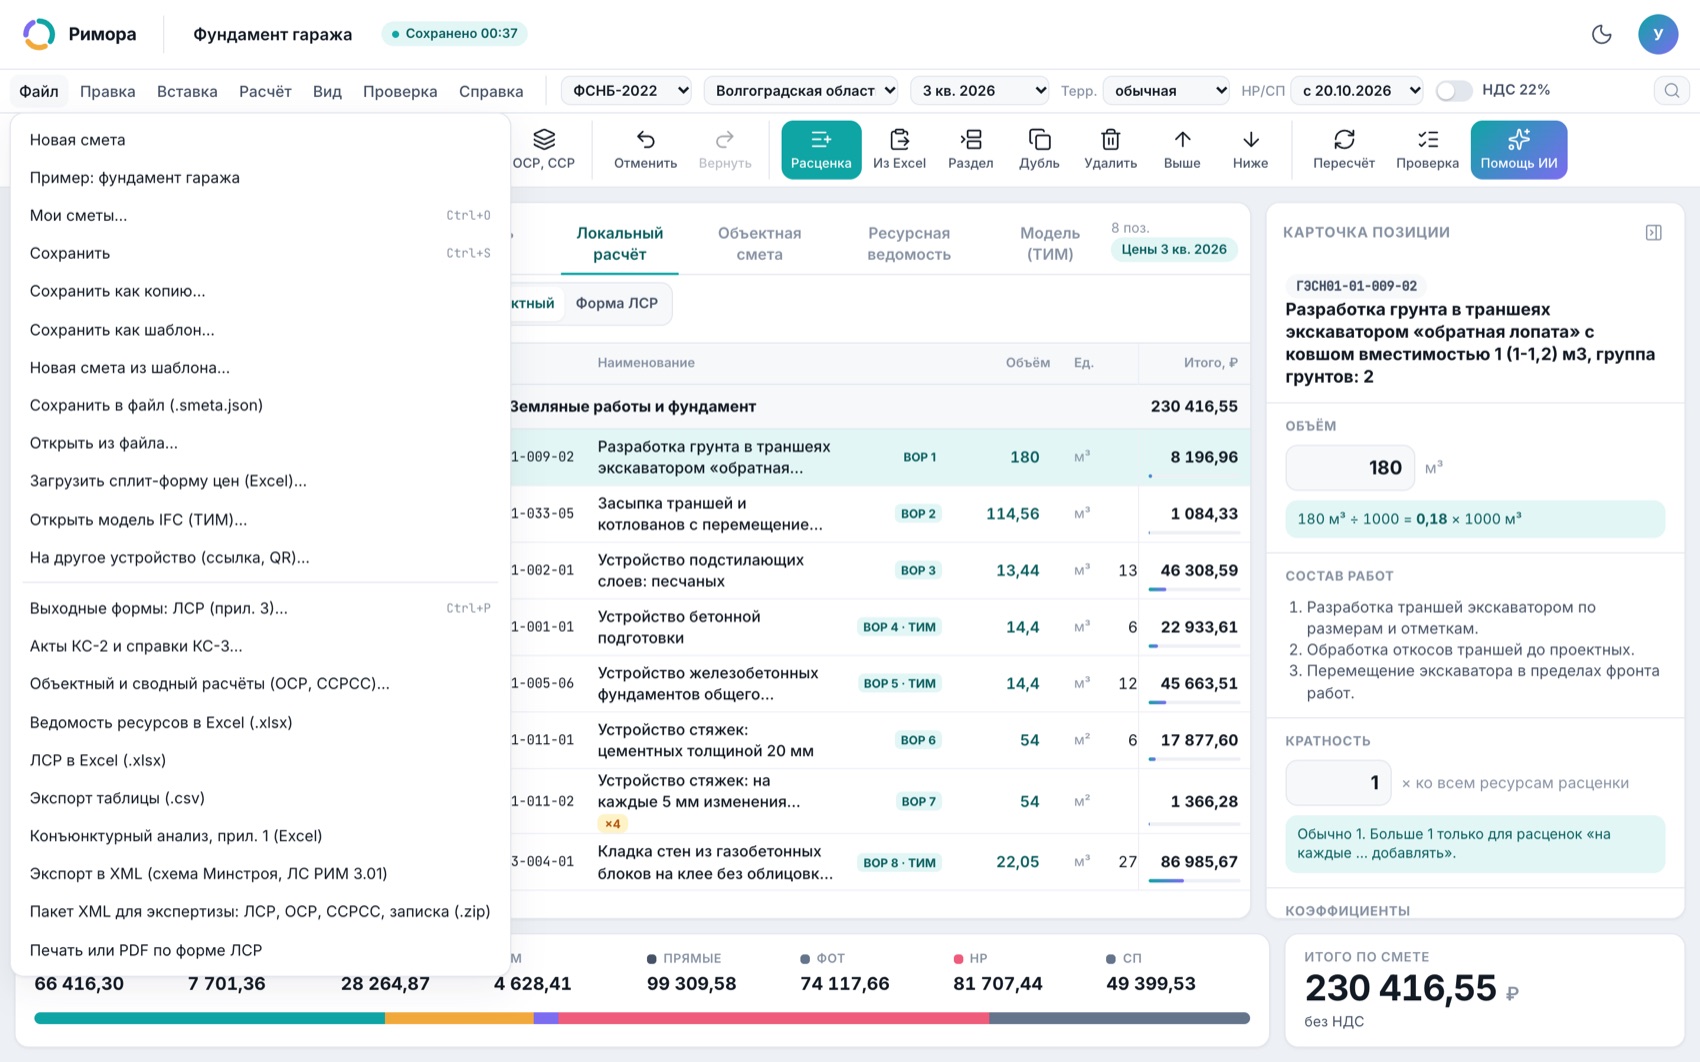 Римора
Фундамент гаража
Сохранено 00:37
У
Файл Правка Вставка Расчёт Вид Проверка Справка
ФСНБ-2022
Волгоградская област
3 кв. 2026
Терр. обычная
НР/СП с 20.10.2026
НДС 22%
ОСР, ССР
Отменить
Вернуть
Расценка
Из Excel
Раздел
Дубль
Удалить
Выше
Ниже
Пересчёт
Проверка
Помощь ИИ
Новая смета
Пример: фундамент гаража
Мои сметы... Ctrl+O
Сохранить Ctrl+S
Сохранить как копию...
Сохранить как шаблон...
Новая смета из шаблона...
Сохранить в файл (.smeta.json)
Открыть из файла...
Загрузить сплит-форму цен (Excel)...
Открыть модель IFC (ТИМ)...
На другое устройство (ссылка, QR)...
Выходные формы: ЛСР (прил. 3)... Ctrl+P
Акты КС-2 и справки КС-3...
Объектный и сводный расчёты (ОСР, ССРСС)...
Ведомость ресурсов в Excel (.xlsx)
ЛСР в Excel (.xlsx)
Экспорт таблицы (.csv)
Конъюнктурный анализ, прил. 1 (Excel)
Экспорт в XML (схема Минстроя, ЛС РИМ 3.01)
Пакет XML для экспертизы: ЛСР, ОСР, ССРСС, записка (.zip)
Печать или PDF по форме ЛСР
Локальный
расчёт
Объектная
смета
Ресурсная
ведомость
Модель
(ТИМ)
8 поз.
Цены 3 кв. 2026
ктный Форма ЛСР
Наименование Объём Ед. Итого, ₽
Земляные работы и фундамент 230 416,55
1-009-02 Разработка грунта в траншеях
экскаватором «обратная... ВОР 1 180 м³ 8 196,96
1-033-05 Засыпка траншей и
котлованов с перемещение... ВОР 2 114,56 м³ 1 084,33
1-002-01 Устройство подстилающих
слоев: песчаных ВОР 3 13,44 м³ 13 46 308,59
1-001-01 Устройство бетонной
подготовки ВОР 4 · ТИМ 14,4 м³ 6 22 933,61
1-005-06 Устройство железобетонных
фундаментов общего... ВОР 5 · ТИМ 14,4 м³ 12 45 663,51
1-011-01 Устройство стяжек:
цементных толщиной 20 мм ВОР 6 54 м² 6 17 877,60
1-011-02 Устройство стяжек: на
каждые 5 мм изменения... ВОР 7 54 м² 1 366,28
×4
3-004-01 Кладка стен из газобетонных
блоков на клее без облицовк... ВОР 8 · ТИМ 22,05 м³ 27 86 985,67
КАРТОЧКА ПОЗИЦИИ
ГЭСН01-01-009-02
Разработка грунта в траншеях
экскаватором «обратная лопата» с
ковшом вместимостью 1 (1-1,2) м3, группа
грунтов: 2
ОБЪЁМ
180 м³
180 м³ ÷ 1000 = 0,18 × 1000 м³
СОСТАВ РАБОТ
1. Разработка траншей экскаватором по
размерам и отметкам.
2. Обработка откосов траншей до проектных.
3. Перемещение экскаватора в пределах фронта
работ.
КРАТНОСТЬ
1 × ко всем ресурсам расценки
Обычно 1. Больше 1 только для расценок «на
каждые ... добавлять».
КОЭФФИЦИЕНТЫ
М ПРЯМЫЕ ФОТ НР СП
66 416,30 7 701,36 28 264,87 4 628,41 99 309,58 74 117,66 81 707,44 49 399,53
ИТОГО ПО СМЕТЕ
230 416,55 ₽
без НДС